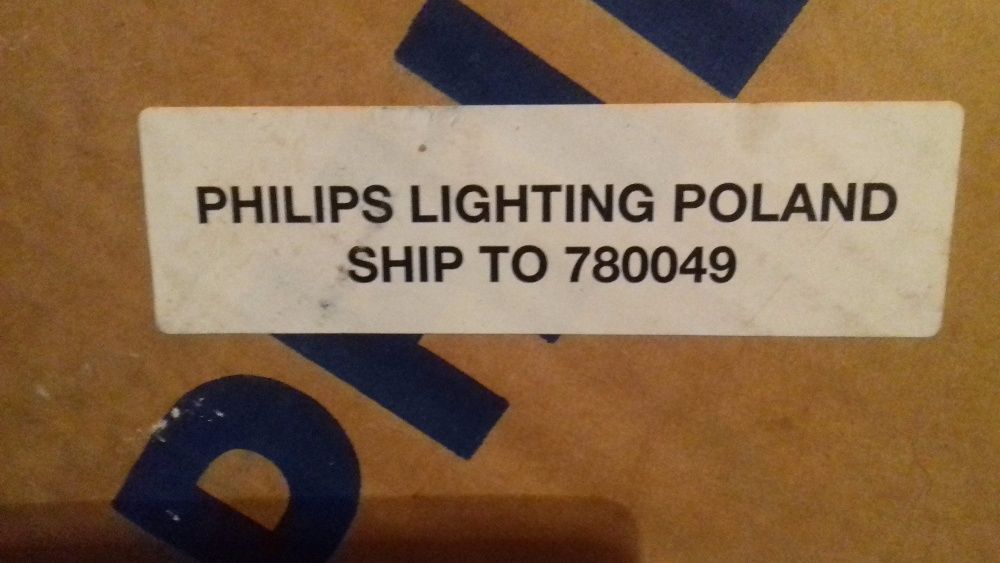 PHILIPS LIGHTING POLAND
SHIP TO 780049